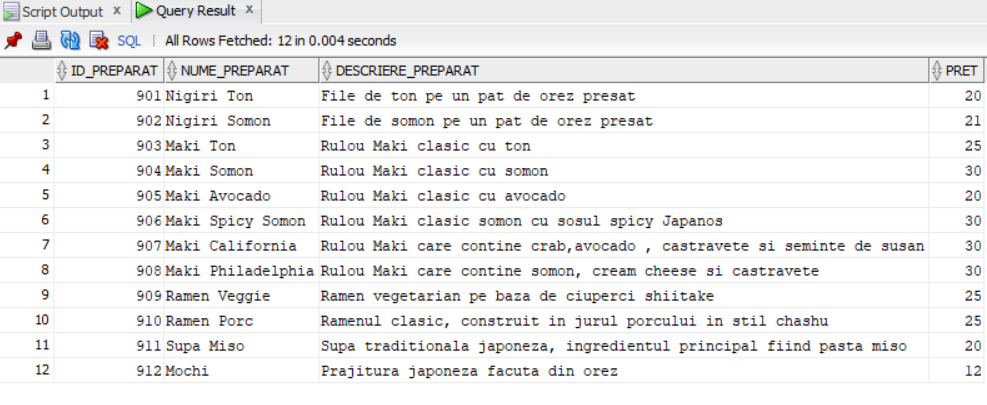 Script Output x Query Result x
SQL | All Rows Fetched: 12 in 0.004 seconds
ID_PREPARAT NUME_PREPARAT DESCRIERE_PREPARAT PRET
1 901 Nigiri Ton File de ton pe un pat de orez presat 20
2 902 Nigiri Somon File de somon pe un pat de orez presat 21
3 903 Maki Ton Rulou Maki clasic cu ton 25
4 904 Maki Somon Rulou Maki clasic cu somon 30
5 905 Maki Avocado Rulou Maki clasic cu avocado 20
6 906 Maki Spicy Somon Rulou Maki clasic somon cu sosul spicy Japanos 30
7 907 Maki California Rulou Maki care contine crab,avocado , castravete si seminte de susan 30
8 908 Maki Philadelphia Rulou Maki care contine somon, cream cheese si castravete 30
9 909 Ramen Veggie Ramen vegetarian pe baza de ciuperci shiitake 25
10 910 Ramen Porc Ramenul clasic, construit in jurul porcului in stil chashu 25
11 911 Supa Miso Supa traditionala japoneza, ingredientul principal fiind pasta miso 20
12 912 Mochi Prajitura japoneza facuta din orez 12